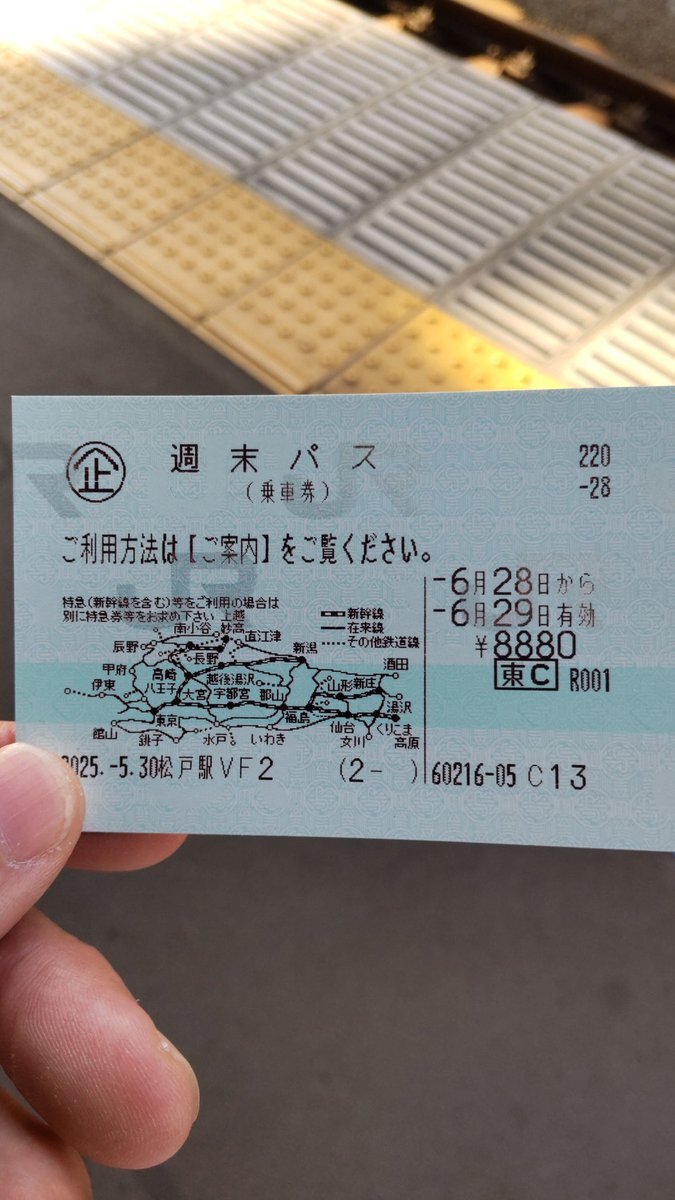 企 週末パス 220
(乗車券) -28
ご利用方法は【ご案内】をご覧ください。
-6月28日から
-6月29日有効
¥8880
東C R001
特急(新幹線を含む)等をご利用の場合は
別に特急券等をお求め下さい
新幹線
在来線
その他鉄道線
上越
南小谷 妙高
辰野 直江津
長野 新潟
甲府 高崎 越後湯沢 山形 新庄 酒田
伊東 八王子 大宮 宇都宮 郡山 湯沢
東京 福島 仙台 くりこま高原
館山 銚子 水戸 いわき 女川
2025.-5.30松戸駅VF2 (2- ) 60216-05 C13
JR